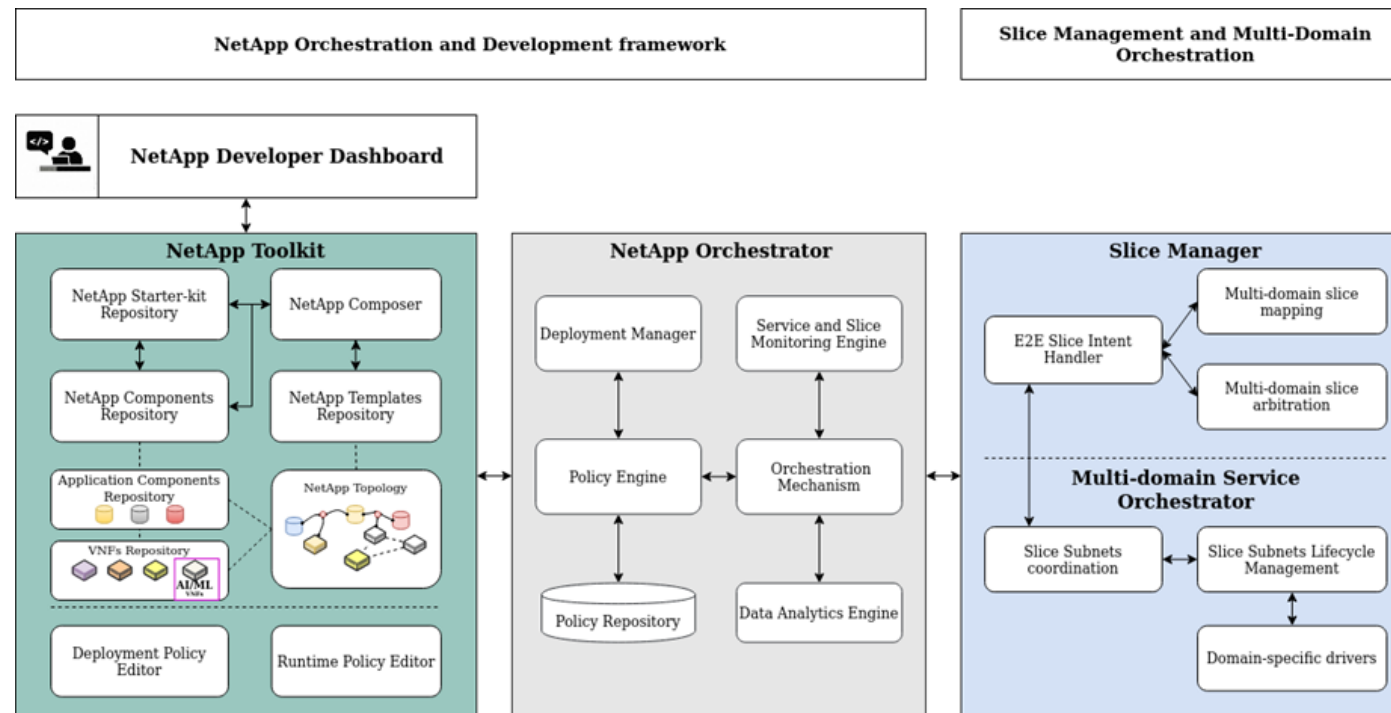 NetApp Orchestration and Development framework
Slice Management and Multi-Domain
Orchestration
</>
NetApp Developer Dashboard
NetApp Toolkit
NetApp Starter-kit
Repository
NetApp Composer
NetApp Components
Repository
NetApp Templates
Repository
Application Components
Repository
NetApp Topology
VNFs Repository
AI/ML
VNFs
Deployment Policy
Editor
Runtime Policy Editor
NetApp Orchestrator
Deployment Manager
Service and Slice
Monitoring Engine
Policy Engine
Orchestration
Mechanism
Policy Repository
Data Analytics Engine
Slice Manager
E2E Slice Intent
Handler
Multi-domain slice
mapping
Multi-domain slice
arbitration
Multi-domain Service
Orchestrator
Slice Subnets
coordination
Slice Subnets Lifecycle
Management
Domain-specific drivers